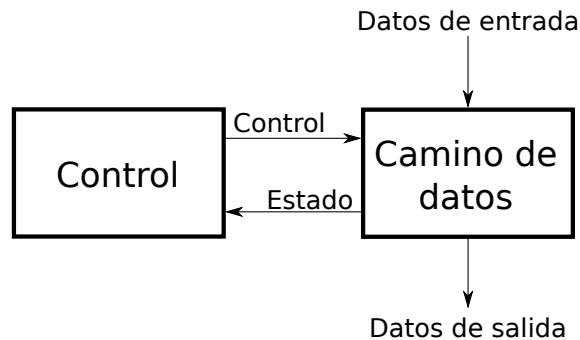 Datos de entrada
Control
Control
Camino de
datos
Estado
Datos de salida